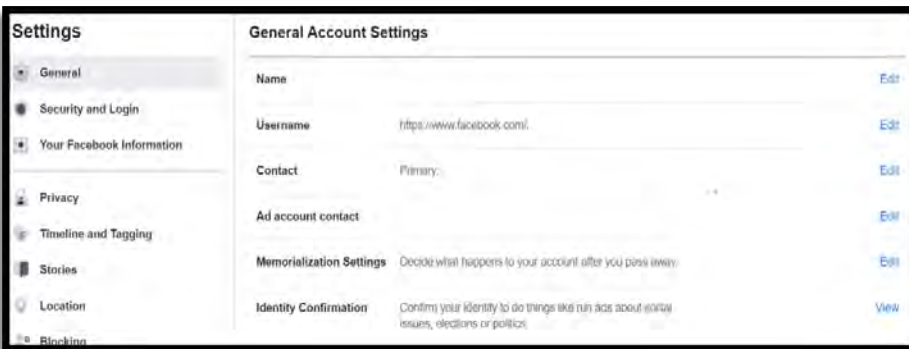 Settings
General
Security and Login
Your Facebook Information
Privacy
Timeline and Tagging
Stories
Location
Blocking
General Account Settings
Name Edit
Username https://www.facebook.com/. Edit
Contact Primary: Edit
Ad account contact Edit
Memorialization Settings Decide what happens to your account after you pass away. Edit
Identity Confirmation Confirm your identity to do things like run ads about social View
issues, elections or politics.